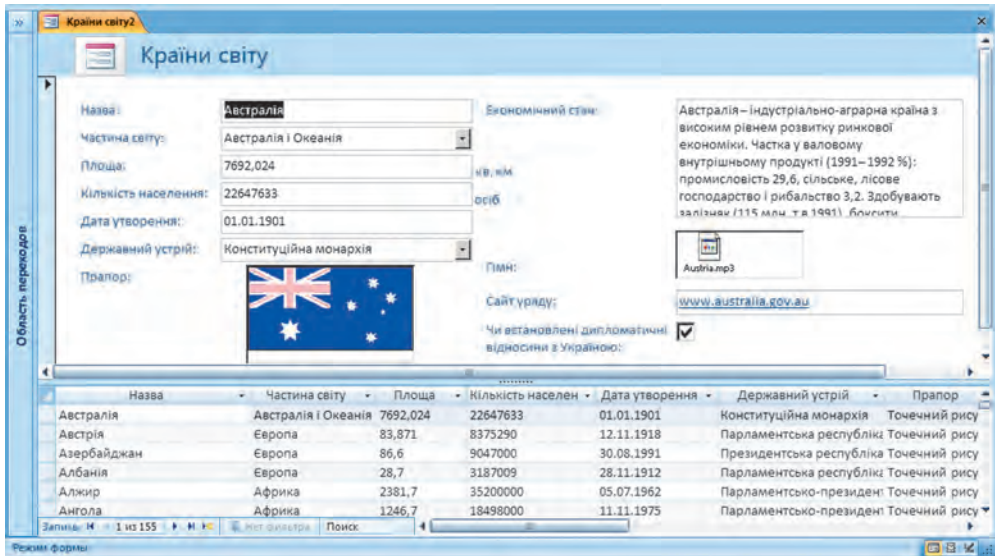 Країни світу2
Країни світу
Назва:
Австралія
Частина світу:
Австралія і Океанія
Площа:
7692,024
кв. км
Кількість населення:
22647633
осіб
Дата утворення:
01.01.1901
Державний устрій:
Конституційна монархія
Прапор:
Економічний стан:
Австралія – індустріально-аграрна країна з
високим рівнем розвитку ринкової
економіки. Частка у валовому
внутрішньому продукті (1991–1992 %):
промисловість 29,6, сільське, лісове
господарство і рибальство 3,2. Здобувають
залізняк (115 млн. т в 1991), боксити
Гімн:
Austria.mp3
Сайт уряду:
www.australia.gov.au
Чи встановлені дипломатичні
відносини з Україною:
Область переходов
Назва Частина світу Площа Кількість населен Дата утворення Державний устрій Прапор
Австралія Австралія і Океанія 7692,024 22647633 01.01.1901 Конституційна монархія Точечний рису
Австрія Європа 83,871 8375290 12.11.1918 Парламентська республіка Точечний рису
Азербайджан Європа 86,6 9047000 30.08.1991 Президентська республіка Точечний рису
Албанія Європа 28,7 3187009 28.11.1912 Парламентська республіка Точечний рису
Алжир Африка 2381,7 35200000 05.07.1962 Парламентсько-президент Точечний рису
Ангола Африка 1246,7 18498000 11.11.1975 Парламентсько-президент Точечний рису
Запись: 1 из 155 Нет фильтра Поиск
Режим формы